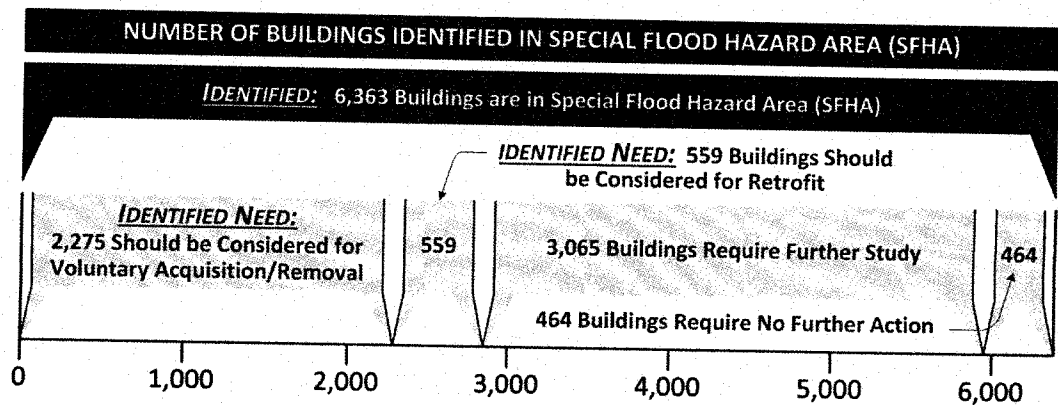 NUMBER OF BUILDINGS IDENTIFIED IN SPECIAL FLOOD HAZARD AREA (SFHA)
IDENTIFIED: 6,363 Buildings are in Special Flood Hazard Area (SFHA)
IDENTIFIED NEED: 559 Buildings Should
be Considered for Retrofit
IDENTIFIED NEED:
2,275 Should be Considered for
Voluntary Acquisition/Removal
559
3,065 Buildings Require Further Study
464
464 Buildings Require No Further Action
0 1,000 2,000 3,000 4,000 5,000 6,000